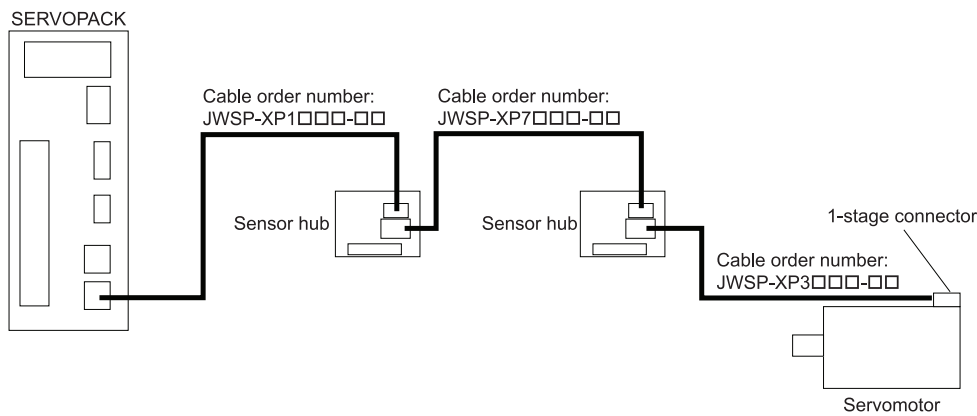 SERVOPACK
Cable order number:
JWSP-XP1□□□-□□
Cable order number:
JWSP-XP7□□□-□□
Sensor hub
Sensor hub
1-stage connector
Cable order number:
JWSP-XP3□□□-□□
Servomotor